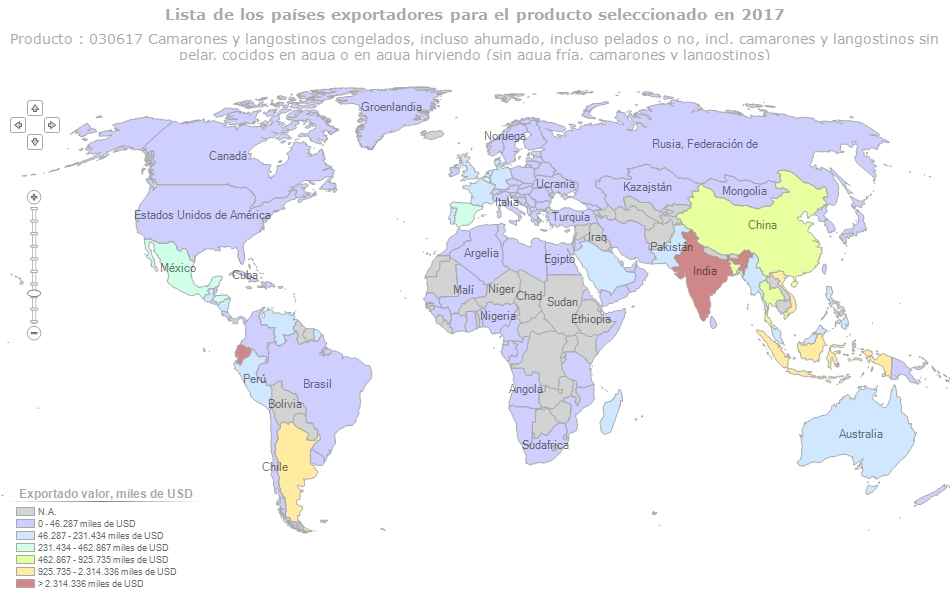 Lista de los países exportadores para el producto seleccionado en 2017
Producto : 030617 Camarones y langostinos congelados, incluso ahumado, incluso pelados o no, incl. camarones y langostinos sin
pelar, cocidos en agua o en agua hirviendo (sin agua fría, camarones y langostinos)
Groenlandia
Noruega
Canadá
Rusia, Federación de
Ucrania
Kazajstán
Mongolia
Italia
Estados Unidos de América
Turquía
China
Iraq
Pakistán
Argelia
Egipto
México
India
Cuba
Malí
Niger
Chad
Sudan
Nigeria
Ethiopia
Perú
Brasil
Angola
Bolivia
Australia
Sudafrica
Chile
Exportado valor, miles de USD
N.A.
0 - 46.287 miles de USD
46.287 - 231.434 miles de USD
231.434 - 462.867 miles de USD
462.867 - 925.735 miles de USD
925.735 - 2.314.336 miles de USD
> 2.314.336 miles de USD